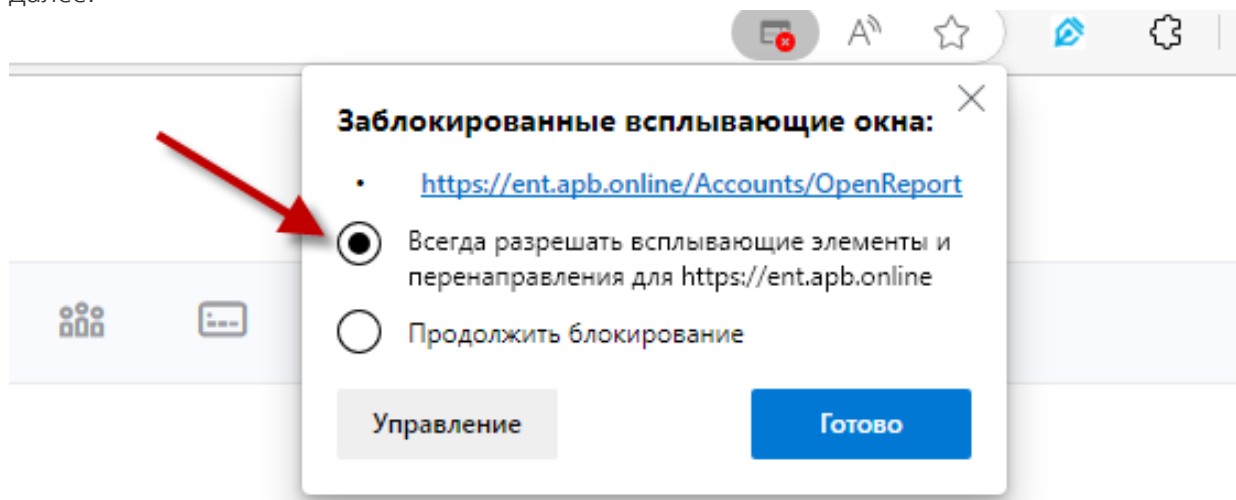 далее.
Заблокированные всплывающие окна:
• https://ent.apb.online/Accounts/OpenReport
Всегда разрешать всплывающие элементы и
перенаправления для https://ent.apb.online
Продолжить блокирование
Управление
Готово